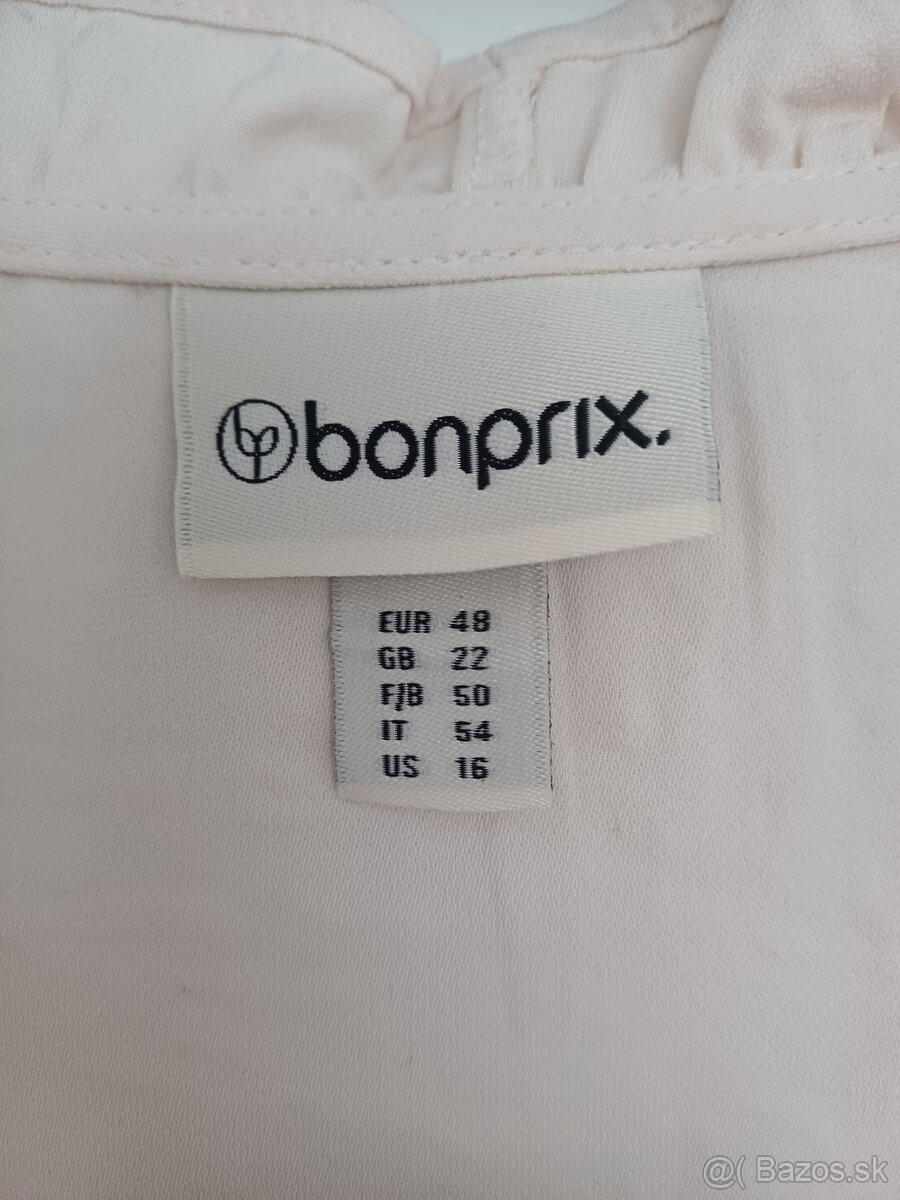 bonprix.
EUR 48
GB 22
F/B 50
IT 54
US 16
@( Bazos.sk